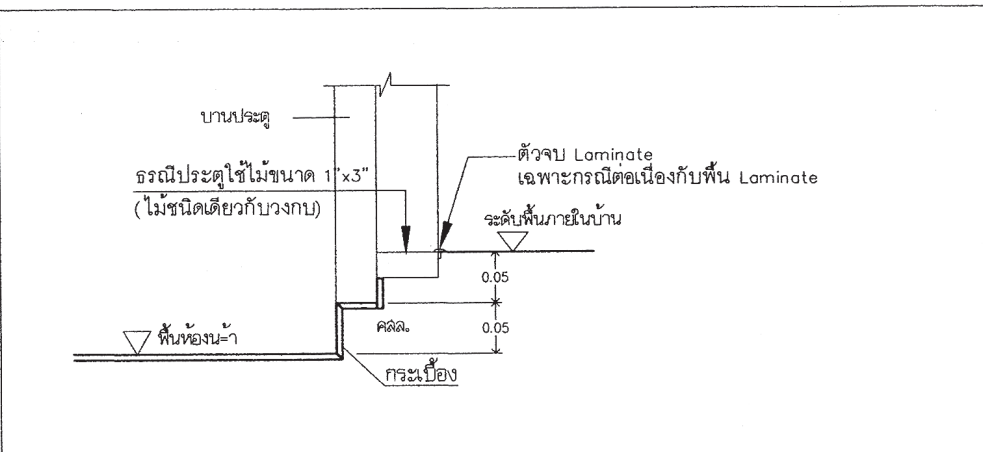 บานประตู
ธรณีประตูใช้ไม้ขนาด 1"x3"
(ไม้ชนิดเดียวกับวงกบ)
ตัวจบ Laminate
เฉพาะกรณีต่อเนื่องกับพื้น Laminate
ระดับพื้นภายในบ้าน
0.05
คสล.
0.05
พื้นห้องน้ำ
กระเบื้อง